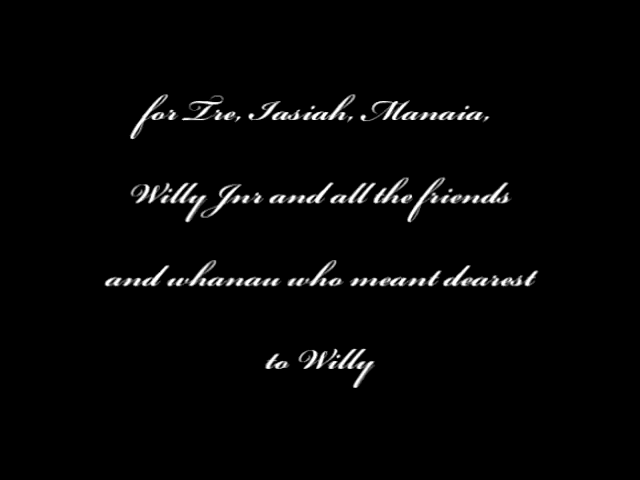 for Tre, Iasiah, Manaia,
Willy Jnr and all the friends
and whanau who meant dearest
to Willy